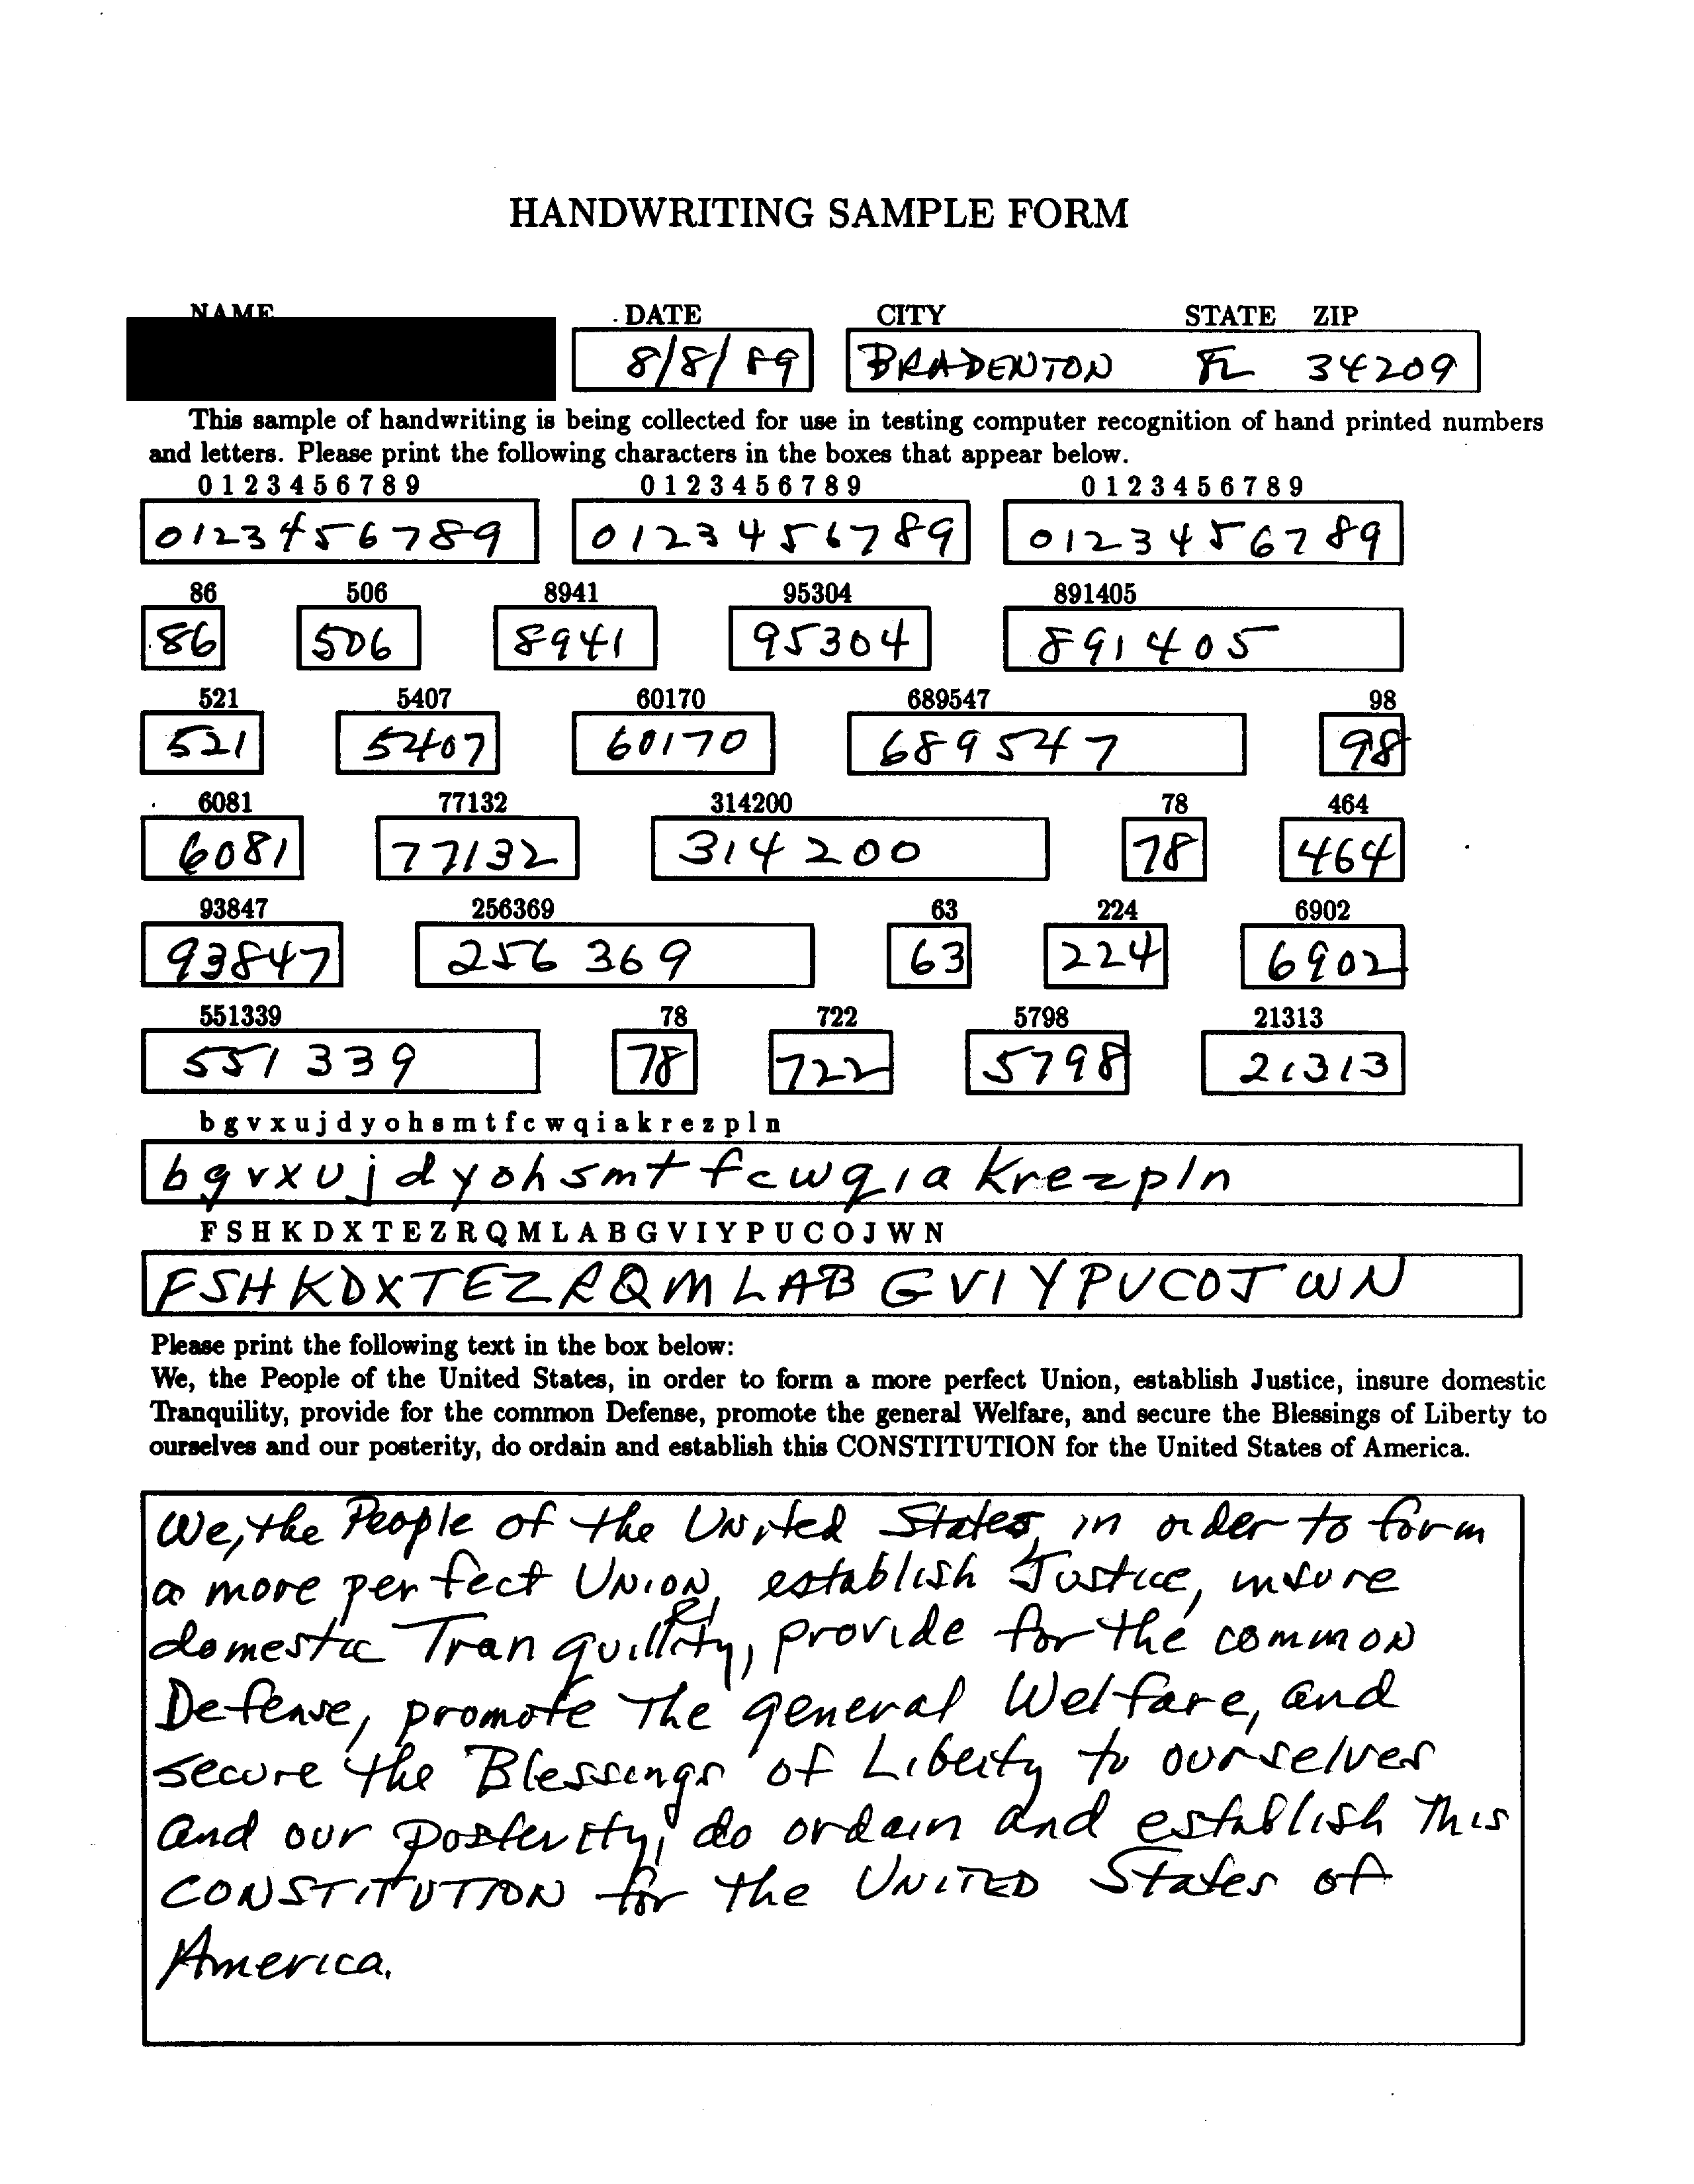 HANDWRITING SAMPLE FORM
NAME DATE CITY STATE ZIP
8/8/89 BRADENTON FL 34209
This sample of handwriting is being collected for use in testing computer recognition of hand printed numbers
and letters. Please print the following characters in the boxes that appear below.
0 1 2 3 4 5 6 7 8 9 0 1 2 3 4 5 6 7 8 9 0 1 2 3 4 5 6 7 8 9
0123456789 0123456789 0123456789
86 506 8941 95304 891405
86 506 8941 95304 891405
521 5407 60170 689547 98
521 5407 60170 689547 98
6081 77132 314200 78 464
6081 77132 314200 78 464
93847 256369 63 224 6902
93847 256369 63 224 6902
551339 78 722 5798 21313
551339 78 722 5798 21313
b g v x u j d y o h s m t f c w q i a k r e z p l n
b g v x u j d y o h s m t f c w q i a k r e z p l n
F S H K D X T E Z R Q M L A B G V I Y P U C O J W N
F S H K D X T E Z R Q M L A B G V I Y P U C O J W N
Please print the following text in the box below:
We, the People of the United States, in order to form a more perfect Union, establish Justice, insure domestic
Tranquility, provide for the common Defense, promote the general Welfare, and secure the Blessings of Liberty to
ourselves and our posterity, do ordain and establish this CONSTITUTION for the United States of America.
We, the People of the United States, in order to form
a more perfect UNION, establish Justice, insure
domestic Tranquility, provide for the common
Defense, promote The general Welfare, and
secure the Blessings of Liberty to ourselves
and our posterity, do ordain and establish This
CONSTITUTION for the UNITED States of
America.